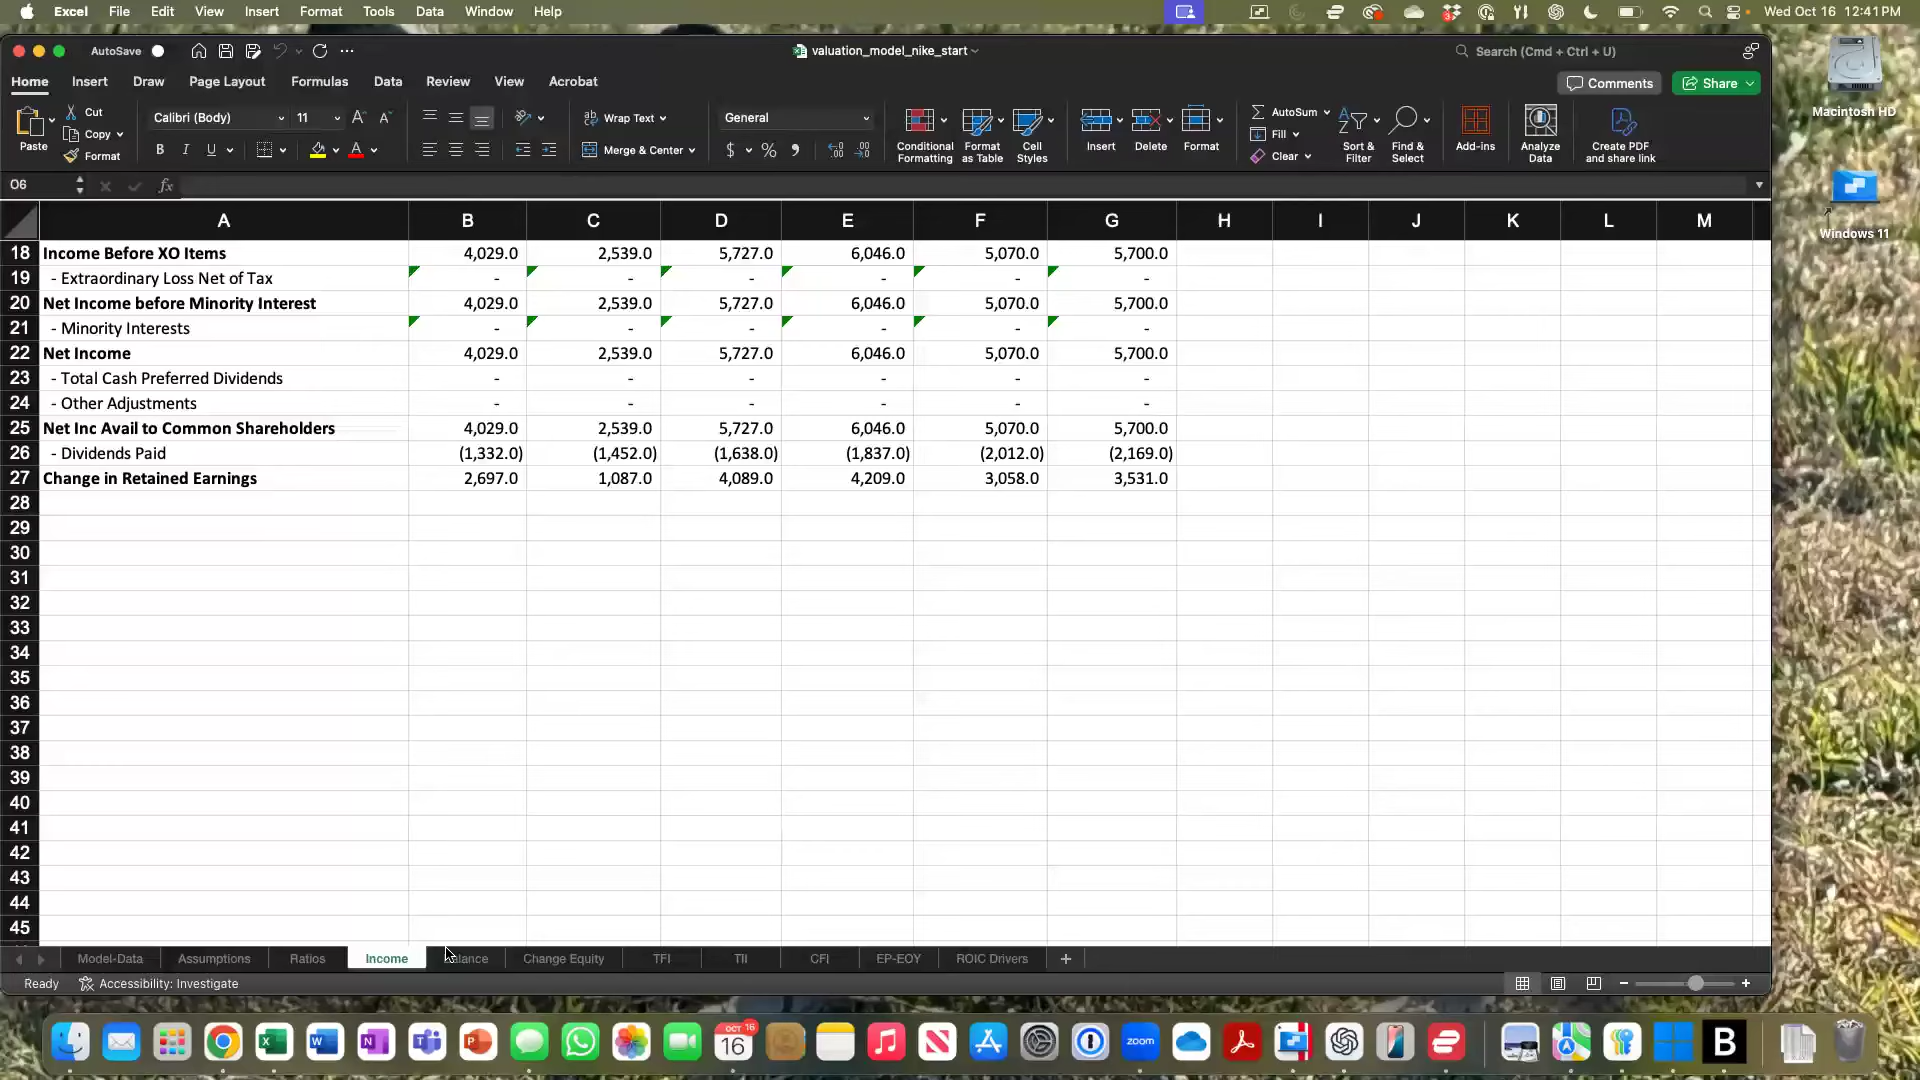 Excel File Edit View Insert Format Tools Data Window Help Wed Oct 16 12:41 PM
AutoSave valuation_model_nike_start Search (Cmd + Ctrl + U)
Home Insert Draw Page Layout Formulas Data Review View Acrobat Comments Share
Paste Cut Copy Format
Calibri (Body) 11 A A
B I U A
Wrap Text
Merge & Center
General
$ % 9
Conditional Formatting
Format as Table
Cell Styles
Insert Delete Format
AutoSum
Fill
Clear
Sort & Filter
Find & Select
Add-ins
Analyze Data
Create PDF and share link
Macintosh HD
Windows 11
O6 fx
A B C D E F G H I J K L M
18 Income Before XO Items 4,029.0 2,539.0 5,727.0 6,046.0 5,070.0 5,700.0
19 - Extraordinary Loss Net of Tax - - - - - -
20 Net Income before Minority Interest 4,029.0 2,539.0 5,727.0 6,046.0 5,070.0 5,700.0
21 - Minority Interests - - - - - -
22 Net Income 4,029.0 2,539.0 5,727.0 6,046.0 5,070.0 5,700.0
23 - Total Cash Preferred Dividends - - - - - -
24 - Other Adjustments - - - - - -
25 Net Inc Avail to Common Shareholders 4,029.0 2,539.0 5,727.0 6,046.0 5,070.0 5,700.0
26 - Dividends Paid (1,332.0) (1,452.0) (1,638.0) (1,837.0) (2,012.0) (2,169.0)
27 Change in Retained Earnings 2,697.0 1,087.0 4,089.0 4,209.0 3,058.0 3,531.0
28
29
30
31
32
33
34
35
36
37
38
39
40
41
42
43
44
45
Model-Data Assumptions Ratios Income Change Equity TFI TII CFI EP-EOY ROIC Drivers +
Ready Accessibility: Investigate
OCT 16
16
zoom
B